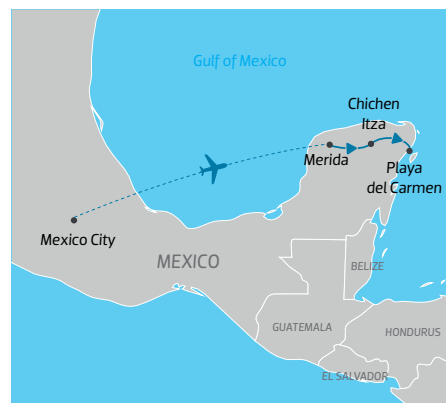 Gulf of Mexico
Chichen
Itza
Merida
Playa
del Carmen
Mexico City
MEXICO
BELIZE
GUATEMALA
HONDURUS
EL SALVADOR